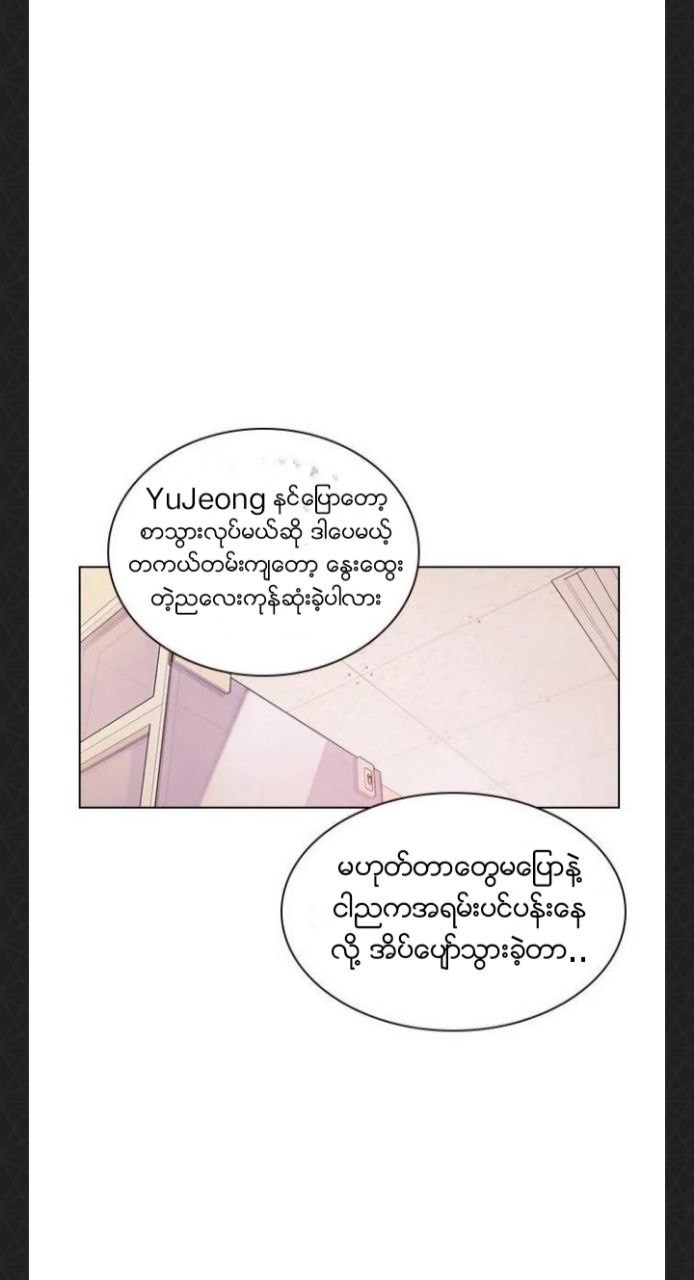 YuJeong နင်ပြောတော့
စာသွားလုပ်မယ်ဆို ဒါပေမယ့်
တကယ်တမ်းကျတော့ နွေးထွေး
တဲ့ညလေးကုန်ဆုံးခဲ့ပါလား
မဟုတ်တာတွေမပြောနဲ့
ငါညကအရမ်းပင်ပန်းနေ
လို့ အိပ်ပျော်သွားခဲ့တာ..